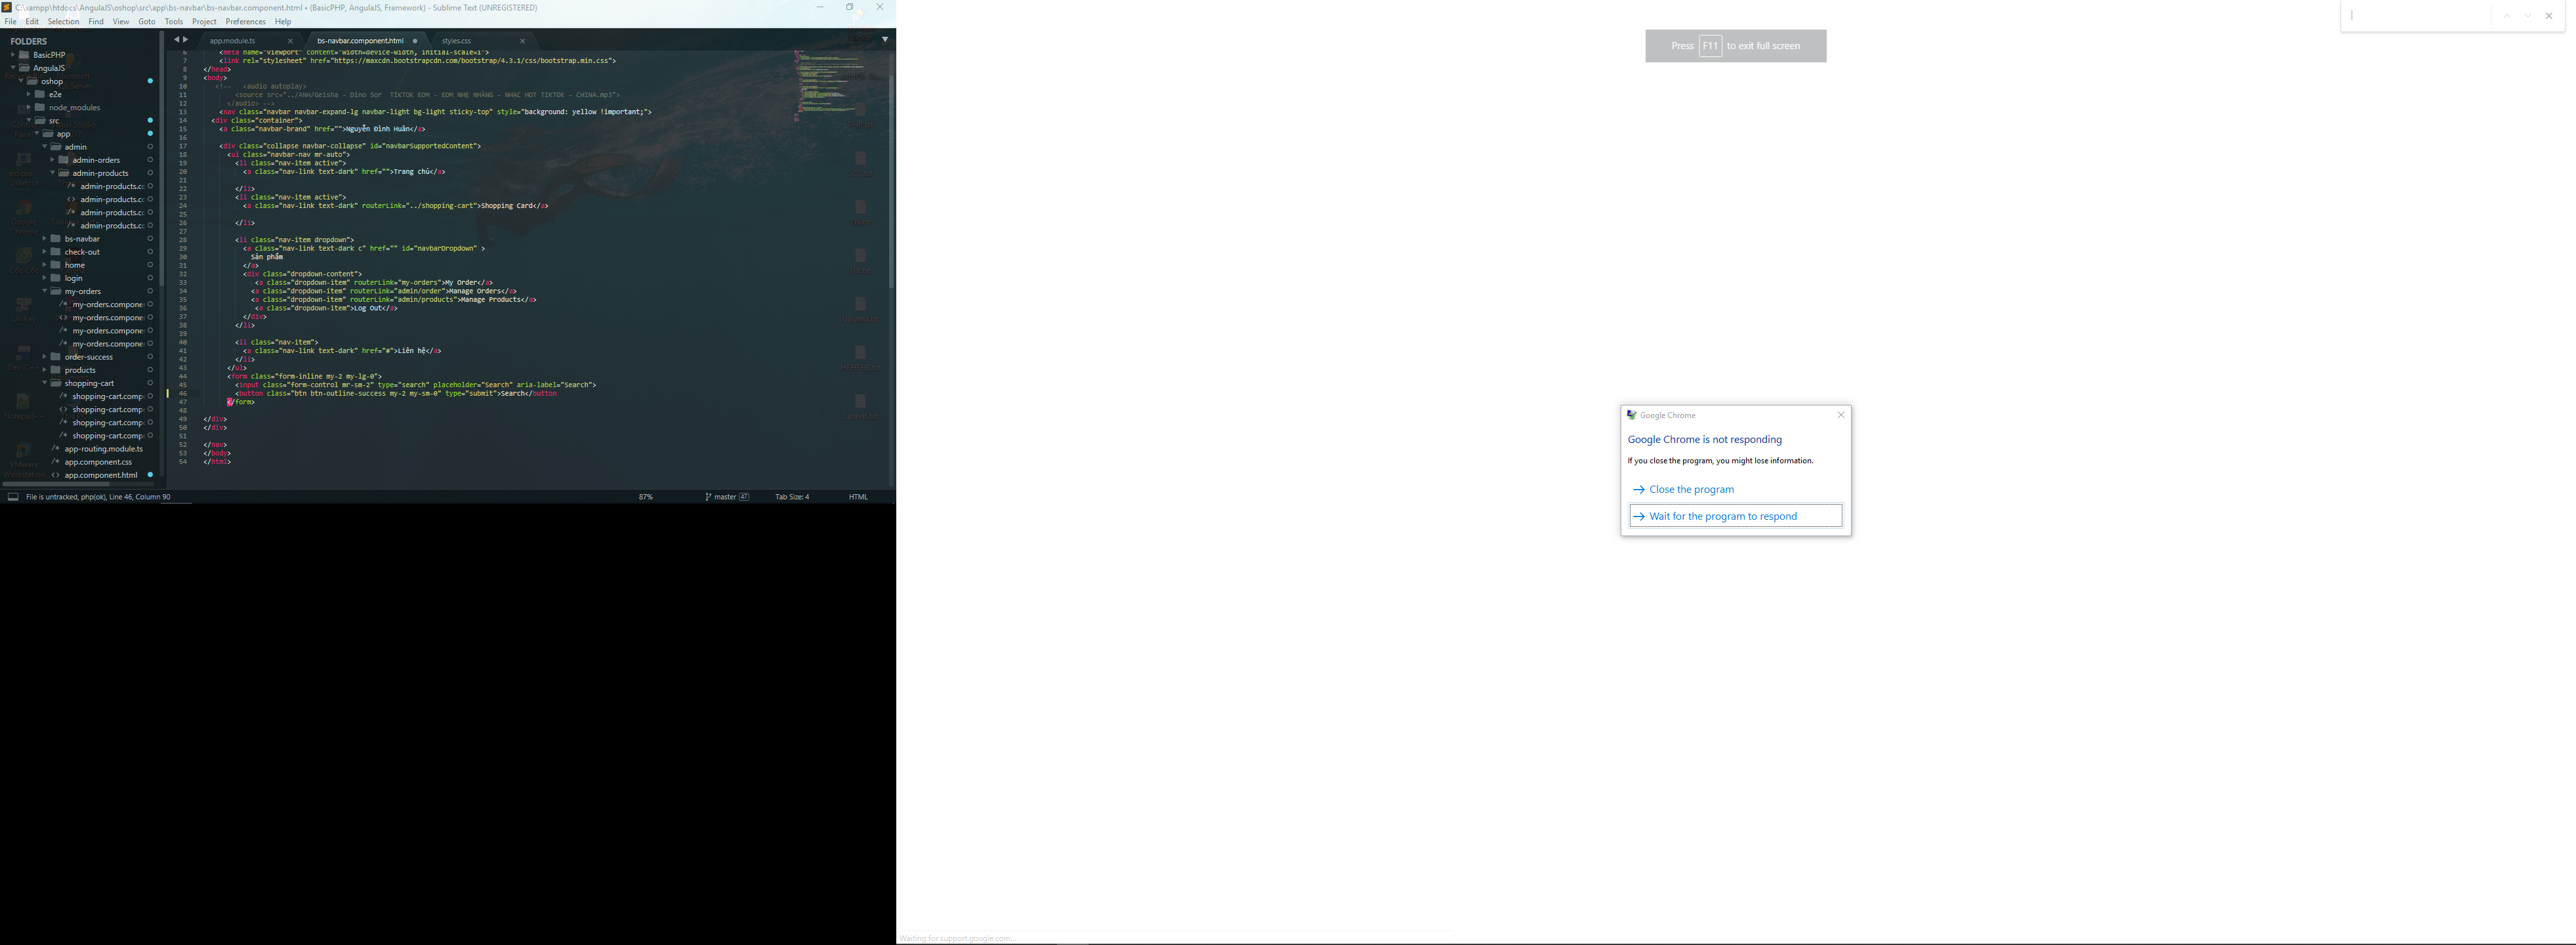 C:\xampp\htdocs\AngulaJS\oshop\src\app\bs-navbar\bs-navbar.component.html • (BasicPHP, AngulaJS, Framework) - Sublime Text (UNREGISTERED)
File Edit Selection Find View Goto Tools Project Preferences Help
FOLDERS
BasicPHP
AngulaJS
oshop
e2e
node_modules
src
app
admin
admin-orders
admin-products
admin-products.cc
admin-products.cc
admin-products.cc
admin-products.cc
bs-navbar
check-out
home
login
my-orders
my-orders.compone
my-orders.compone
my-orders.compone
my-orders.compone
order-success
products
shopping-cart
shopping-cart.comp
shopping-cart.comp
shopping-cart.comp
shopping-cart.comp
app-routing.module.ts
app.component.css
app.component.html
app.module.ts
bs-navbar.component.html
styles.css
6 <meta name="viewport" content="width=device-width, initial-scale=1">
7 <link rel="stylesheet" href="https://maxcdn.bootstrapcdn.com/bootstrap/4.3.1/css/bootstrap.min.css">
8 </head>
9 <body>
10 <!-- <audio autoplay>
11 <source src="../ANH/Geisha - Dino Sor TIKTOK EDM - EDM NHẸ NHÀNG - NHẠC HOT TIKTOK - CHINA.mp3">
12 </audio> -->
13 <nav class="navbar navbar-expand-lg navbar-light bg-light sticky-top" style="background: yellow !important;">
14 <div class="container">
15 <a class="navbar-brand" href="">Nguyễn Đình Huân</a>
16
17 <div class="collapse navbar-collapse" id="navbarSupportedContent">
18 <ul class="navbar-nav mr-auto">
19 <li class="nav-item active">
20 <a class="nav-link text-dark" href="">Trang chủ</a>
21
22 </li>
23 <li class="nav-item active">
24 <a class="nav-link text-dark" routerLink="../shopping-cart">Shopping Card</a>
25
26 </li>
27
28 <li class="nav-item dropdown">
29 <a class="nav-link text-dark c" href="" id="navbarDropdown" >
30 Sản phẩm
31 </a>
32 <div class="dropdown-content">
33 <a class="dropdown-item" routerLink="my-orders">My Order</a>
34 <a class="dropdown-item" routerLink="admin/order">Manage Orders</a>
35 <a class="dropdown-item" routerLink="admin/products">Manage Products</a>
36 <a class="dropdown-item">Log Out</a>
37 </div>
38 </li>
39
40 <li class="nav-item">
41 <a class="nav-link text-dark" href="#">Liên hệ</a>
42 </li>
43 </ul>
44 <form class="form-inline my-2 my-lg-0">
45 <input class="form-control mr-sm-2" type="search" placeholder="Search" aria-label="Search">
46 <button class="btn btn-outline-success my-2 my-sm-0" type="submit">Search</button
47 </form>
48
49 </div>
50 </div>
51
52 </nav>
53 </body>
54 </html>
File is untracked, php(ok), Line 46, Column 90
87%
master 47
Tab Size: 4
HTML
Press F11 to exit full screen
Google Chrome
Google Chrome is not responding
If you close the program, you might lose information.
Close the program
Wait for the program to respond
Waiting for support.google.com...